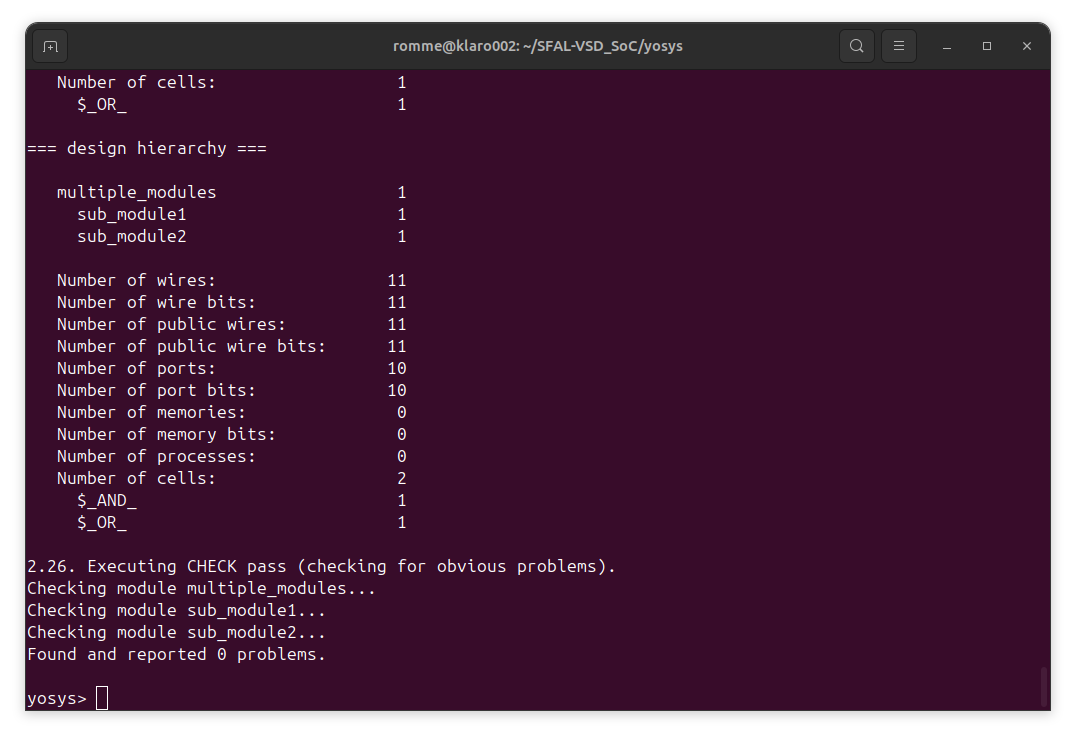 romme@klaro002: ~/SFAL-VSD_SoC/yosys
   Number of cells:                  1
     $_OR_                           1

=== design hierarchy ===

   multiple_modules                  1
     sub_module1                     1
     sub_module2                     1

   Number of wires:                 11
   Number of wire bits:             11
   Number of public wires:          11
   Number of public wire bits:      11
   Number of ports:                 10
   Number of port bits:             10
   Number of memories:               0
   Number of memory bits:            0
   Number of processes:              0
   Number of cells:                  2
     $_AND_                          1
     $_OR_                           1

2.26. Executing CHECK pass (checking for obvious problems).
Checking module multiple_modules...
Checking module sub_module1...
Checking module sub_module2...
Found and reported 0 problems.

yosys>